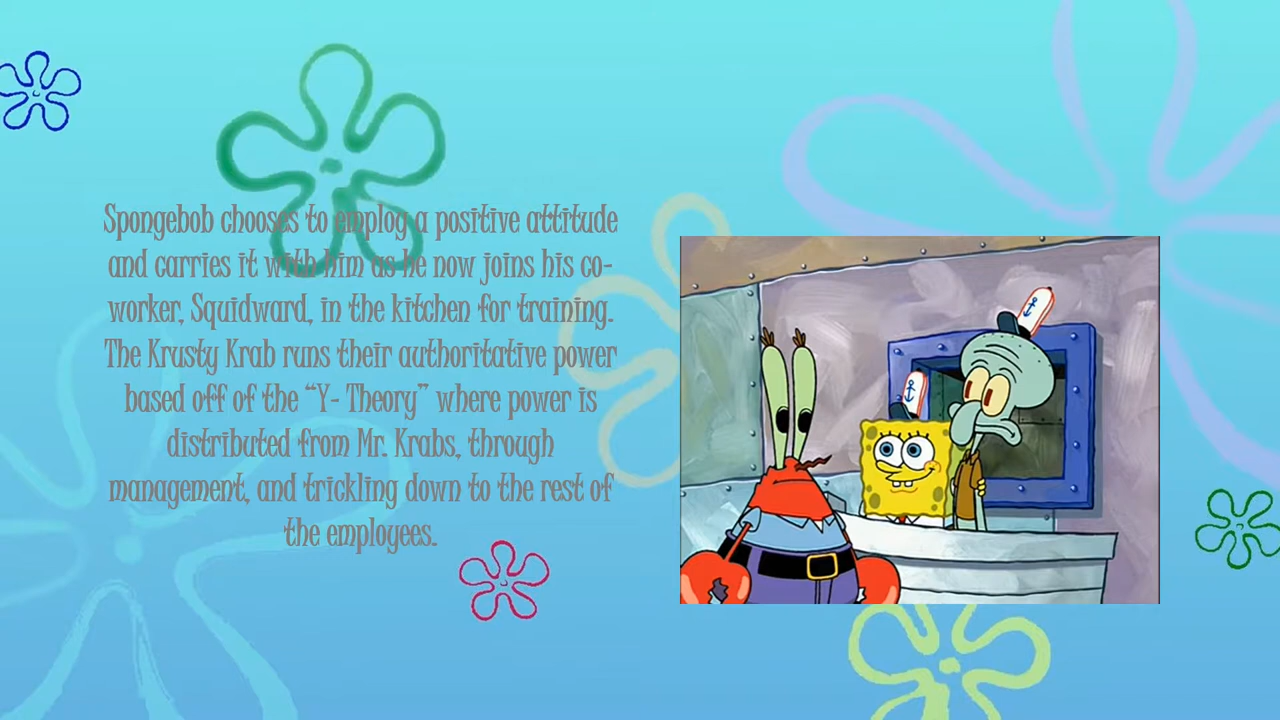 Spongebob chooses to employ a positive attitude
and carries it with him as he now joins his co-
worker, Squidward, in the kitchen for training.
The Krusty Krab runs their authoritative power
based off of the “Y- Theory” where power is
distributed from Mr. Krabs, through
management, and trickling down to the rest of
the employees.